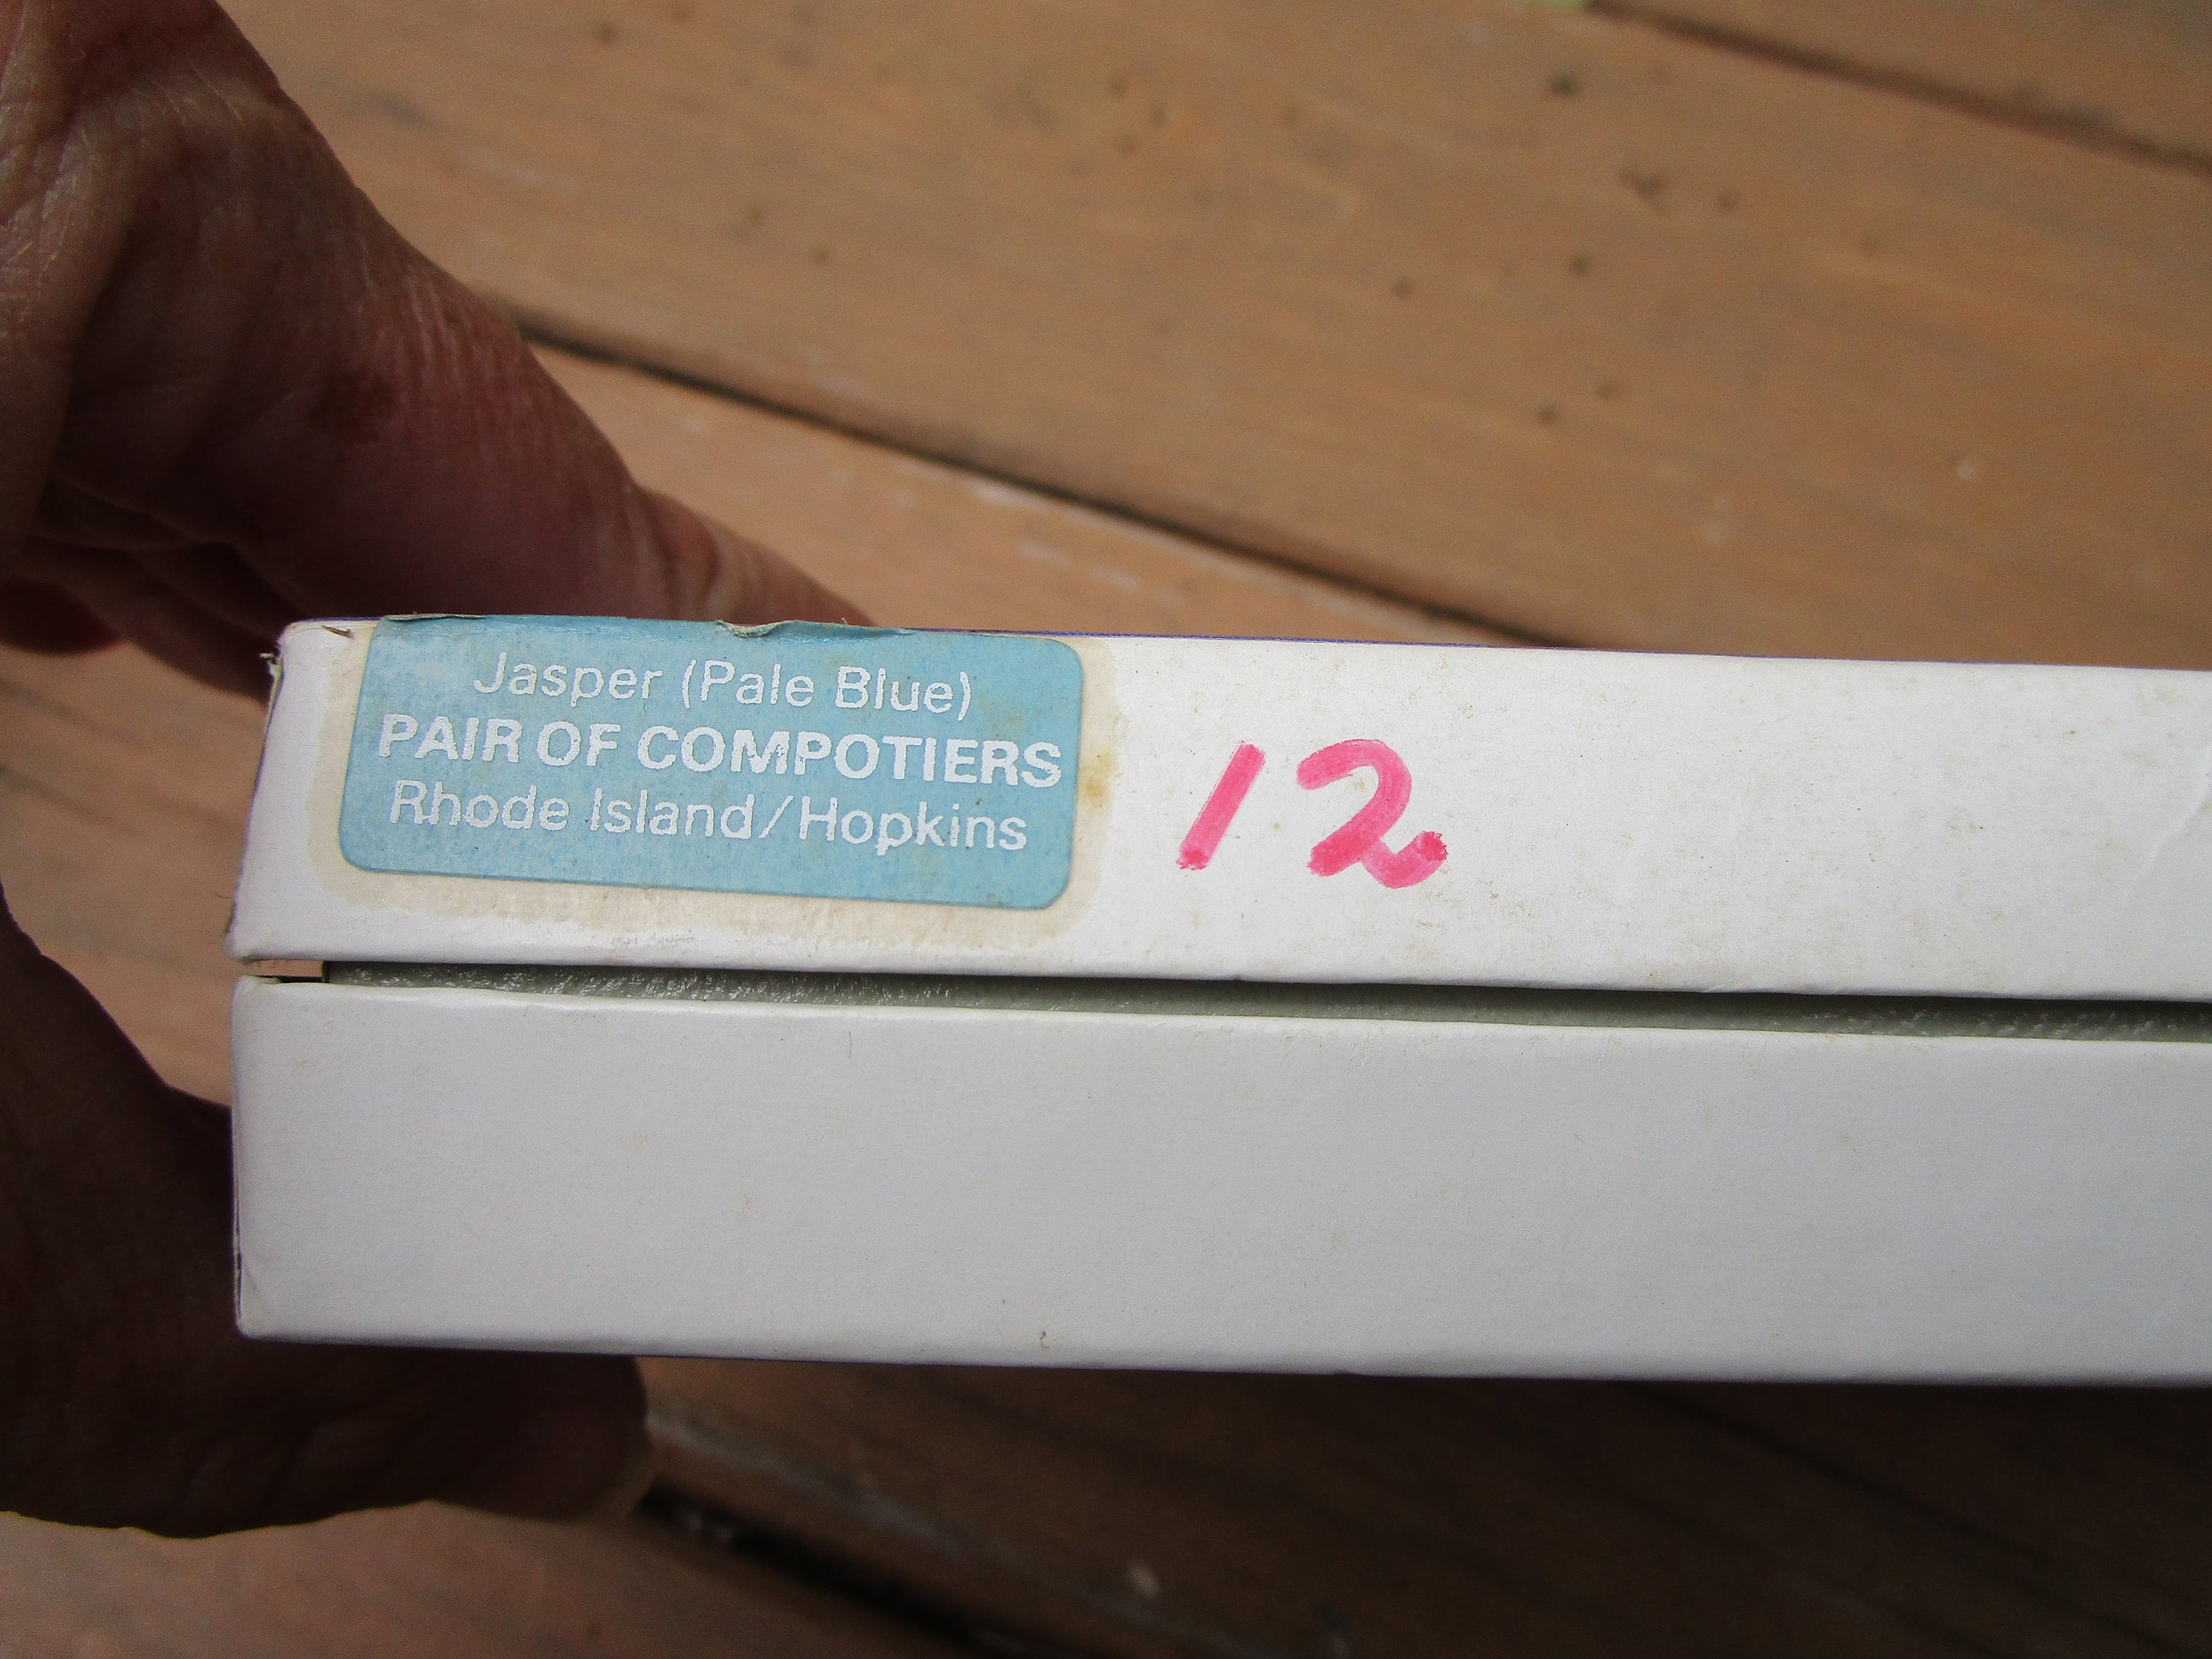 Jasper (Pale Blue)
PAIR OF COMPOTIERS
Rhode Island/Hopkins
12